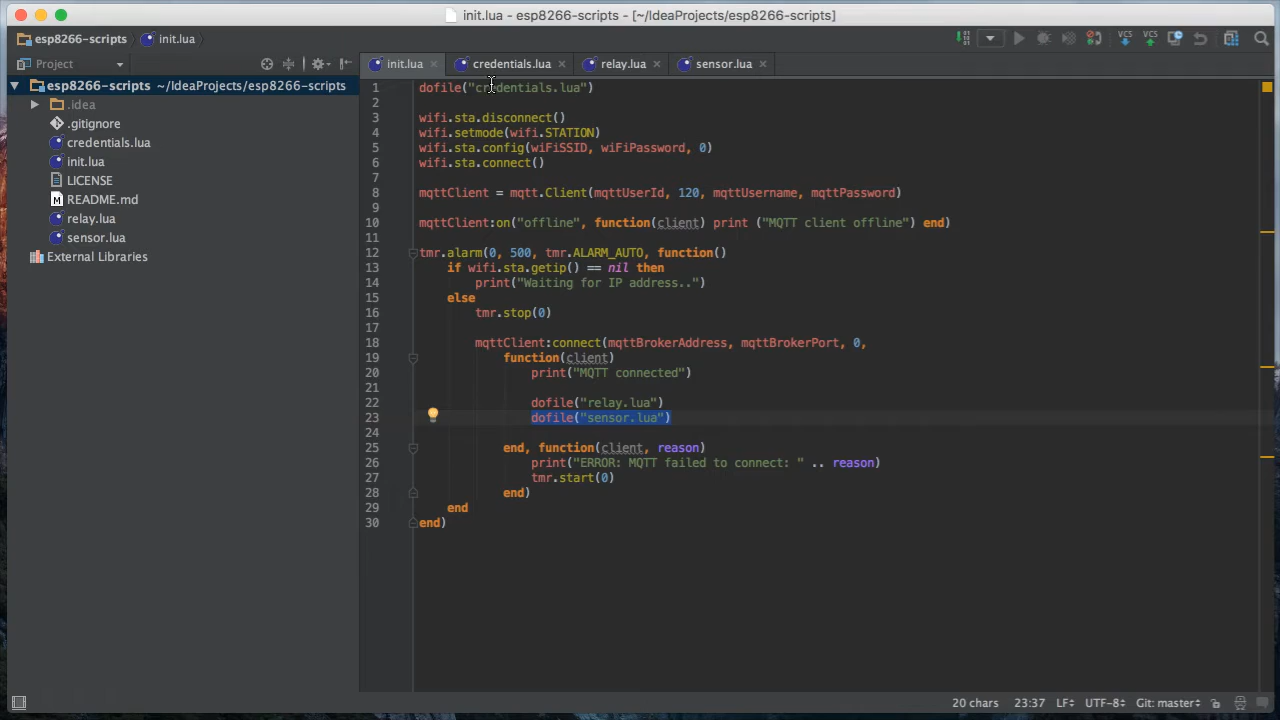 init.lua - esp8266-scripts - [~/IdeaProjects/esp8266-scripts]
esp8266-scripts init.lua
Project
init.lua credentials.lua relay.lua sensor.lua
esp8266-scripts ~/IdeaProjects/esp8266-scripts
.idea
.gitignore
credentials.lua
init.lua
LICENSE
README.md
relay.lua
sensor.lua
External Libraries
1 dofile("credentials.lua")
2
3 wifi.sta.disconnect()
4 wifi.setmode(wifi.STATION)
5 wifi.sta.config(wiFiSSID, wiFiPassword, 0)
6 wifi.sta.connect()
7
8 mqttClient = mqtt.Client(mqttUserId, 120, mqttUsername, mqttPassword)
9
10 mqttClient:on("offline", function(client) print ("MQTT client offline") end)
11
12 tmr.alarm(0, 500, tmr.ALARM_AUTO, function()
13 if wifi.sta.getip() == nil then
14 print("Waiting for IP address..")
15 else
16 tmr.stop(0)
17
18 mqttClient:connect(mqttBrokerAddress, mqttBrokerPort, 0,
19 function(client)
20 print("MQTT connected")
21
22 dofile("relay.lua")
23 dofile("sensor.lua")
24
25 end, function(client, reason)
26 print("ERROR: MQTT failed to connect: " .. reason)
27 tmr.start(0)
28 end)
29 end
30 end)
VCS VCS
20 chars 23:37 LF÷ UTF-8÷ Git: master÷